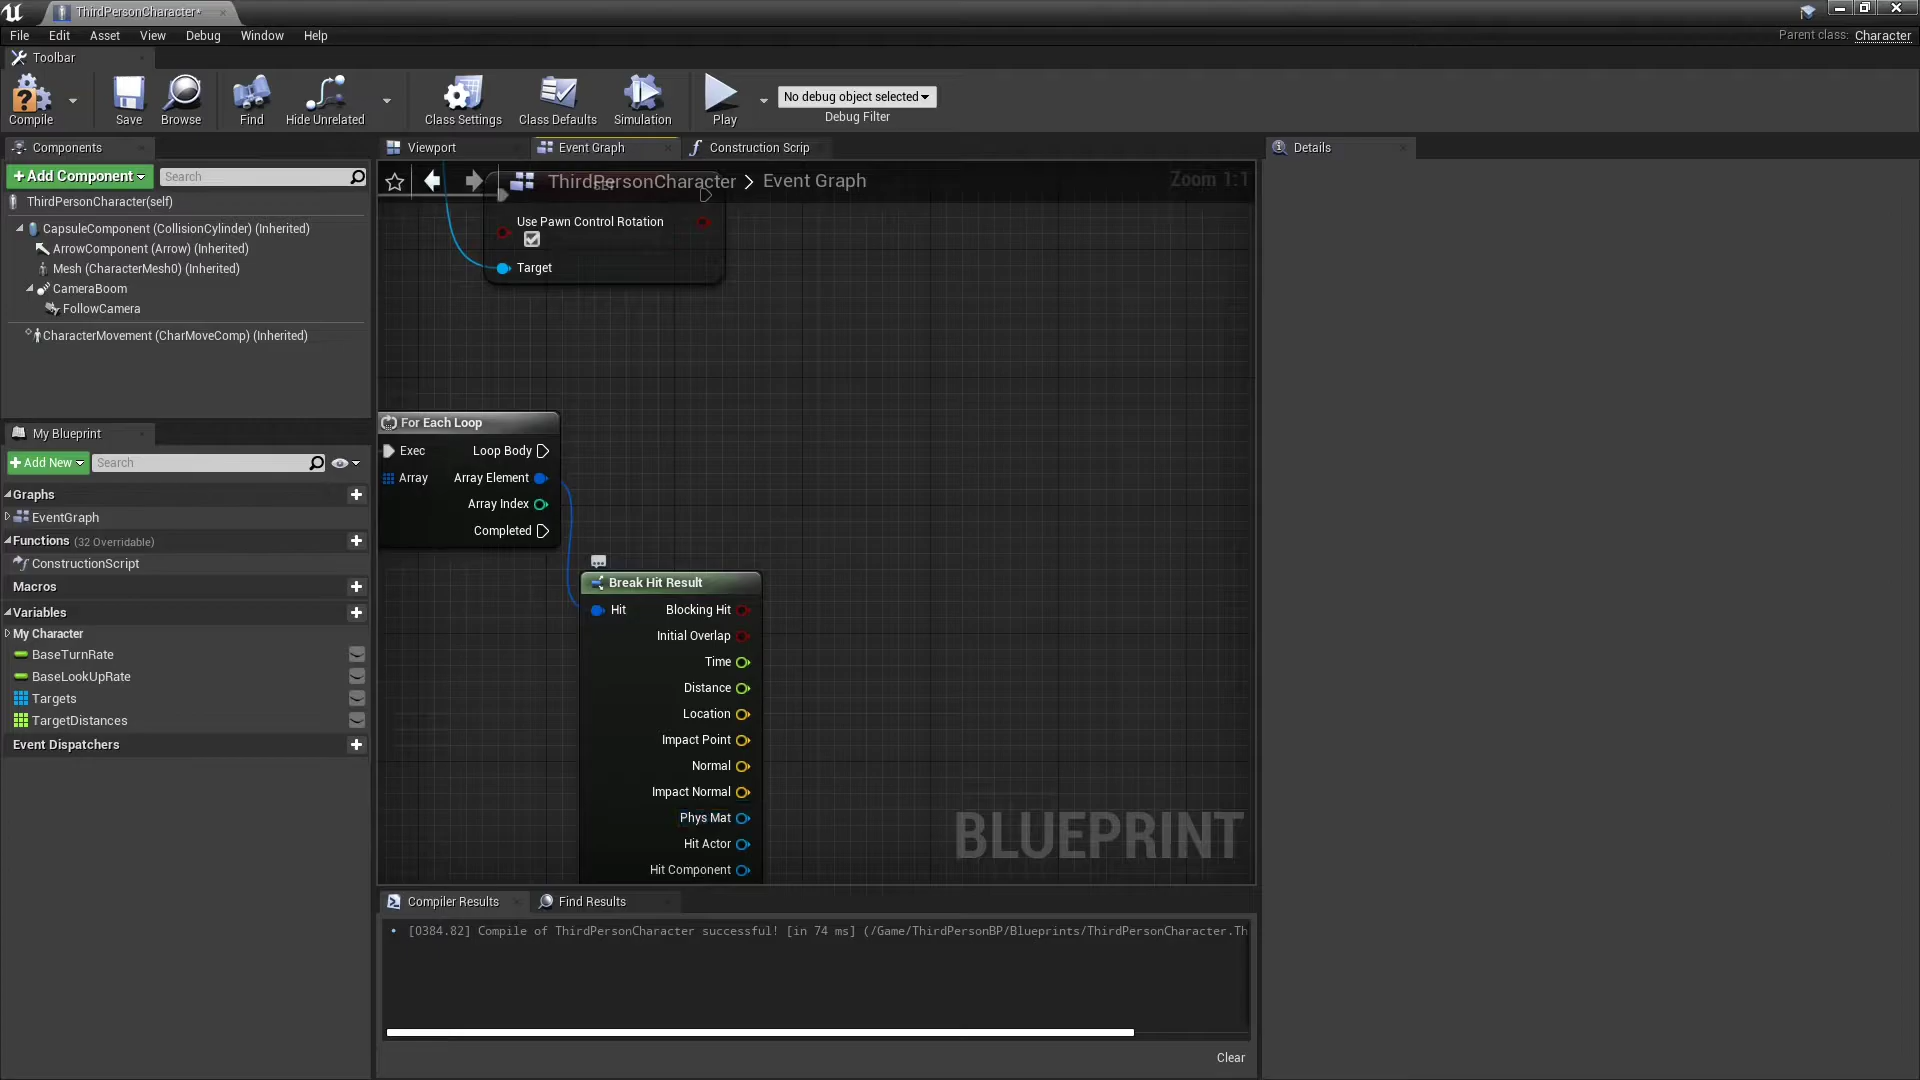 ThirdPersonCharacter*
File Edit Asset View Debug Window Help
Parent class: Character
Toolbar
Compile
Save
Browse
Find
Hide Unrelated
Class Settings
Class Defaults
Simulation
Play
No debug object selected
Debug Filter
Components
+Add Component
Search
ThirdPersonCharacter(self)
CapsuleComponent (CollisionCylinder) (Inherited)
ArrowComponent (Arrow) (Inherited)
Mesh (CharacterMesh0) (Inherited)
CameraBoom
FollowCamera
CharacterMovement (CharMoveComp) (Inherited)
My Blueprint
+Add New
Search
Graphs
EventGraph
Functions (32 Overridable)
ConstructionScript
Macros
Variables
My Character
BaseTurnRate
BaseLookUpRate
Targets
TargetDistances
Event Dispatchers
Viewport
Event Graph
Construction Scrip
ThirdPersonCharacter > Event Graph
Zoom 1:1
SET
Use Pawn Control Rotation
Target
For Each Loop
Exec Loop Body
Array Array Element
Array Index
Completed
Break Hit Result
Hit Blocking Hit
Initial Overlap
Time
Distance
Location
Impact Point
Normal
Impact Normal
Phys Mat
Hit Actor
Hit Component
BLUEPRINT
Compiler Results
Find Results
[0384.82] Compile of ThirdPersonCharacter successful! [in 74 ms] (/Game/ThirdPersonBP/Blueprints/ThirdPersonCharacter.Th
Clear
Details